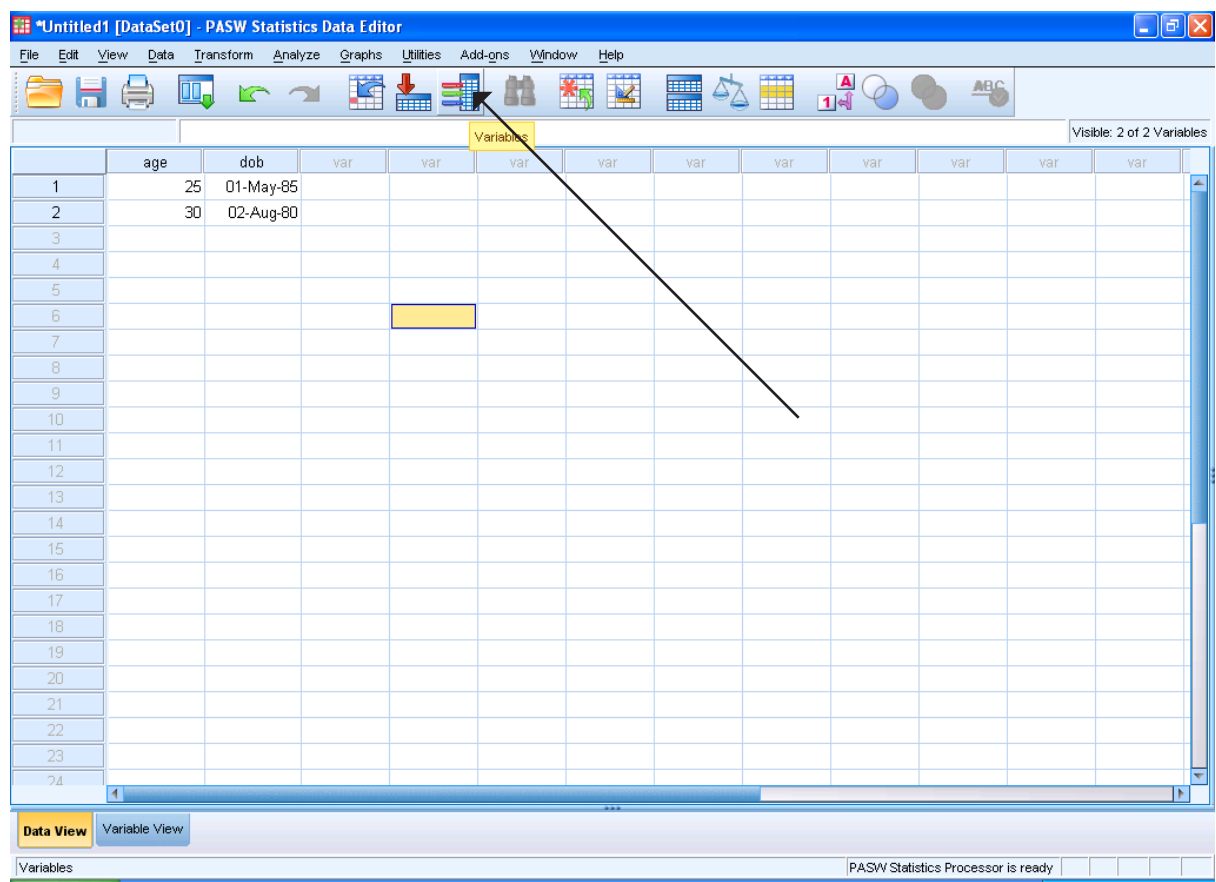 *Untitled1 [DataSet0] - PASW Statistics Data Editor
File Edit View Data Transform Analyze Graphs Utilities Add-ons Window Help
A
1
ABC
Variables
Visible: 2 of 2 Variables
age dob var var var var var var var var var var
1 25 01-May-85
2 30 02-Aug-80
3
4
5
6
7
8
9
10
11
12
13
14
15
16
17
18
19
20
21
22
23
24
Data View Variable View
Variables PASW Statistics Processor is ready